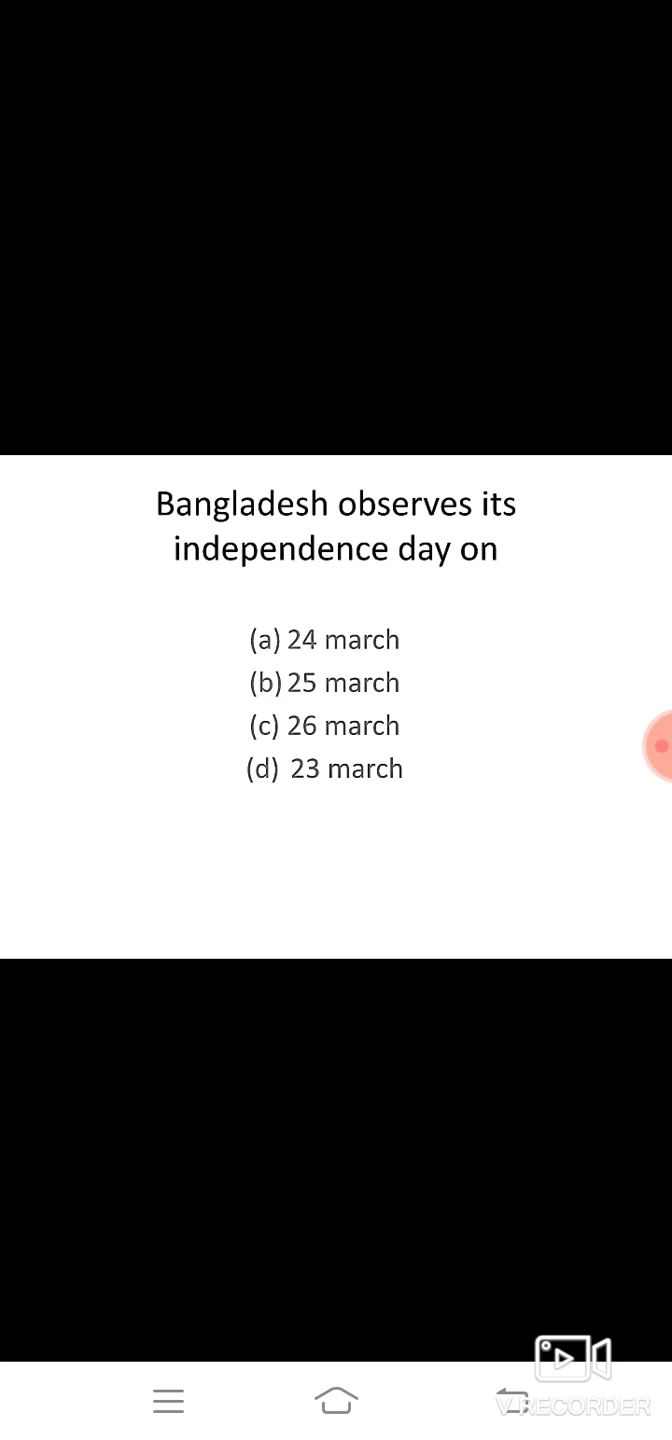 Bangladesh observes its
independence day on
(a) 24 march
(b) 25 march
(c) 26 march
(d) 23 march
V RECORDER